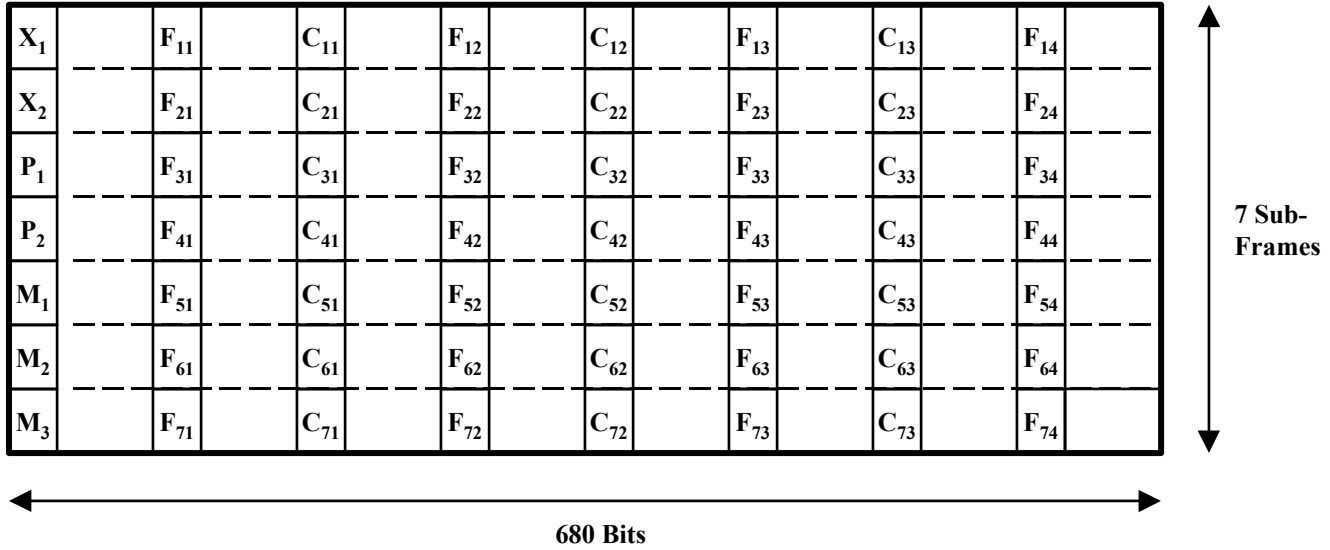 X₁ F₁₁ C₁₁ F₁₂ C₁₂ F₁₃ C₁₃ F₁₄
X₂ F₂₁ C₂₁ F₂₂ C₂₂ F₂₃ C₂₃ F₂₄
P₁ F₃₁ C₃₁ F₃₂ C₃₂ F₃₃ C₃₃ F₃₄
P₂ F₄₁ C₄₁ F₄₂ C₄₂ F₄₃ C₄₃ F₄₄
M₁ F₅₁ C₅₁ F₅₂ C₅₂ F₅₃ C₅₃ F₅₄
M₂ F₆₁ C₆₁ F₆₂ C₆₂ F₆₃ C₆₃ F₆₄
M₃ F₇₁ C₇₁ F₇₂ C₇₂ F₇₃ C₇₃ F₇₄
7 Sub-
Frames
680 Bits